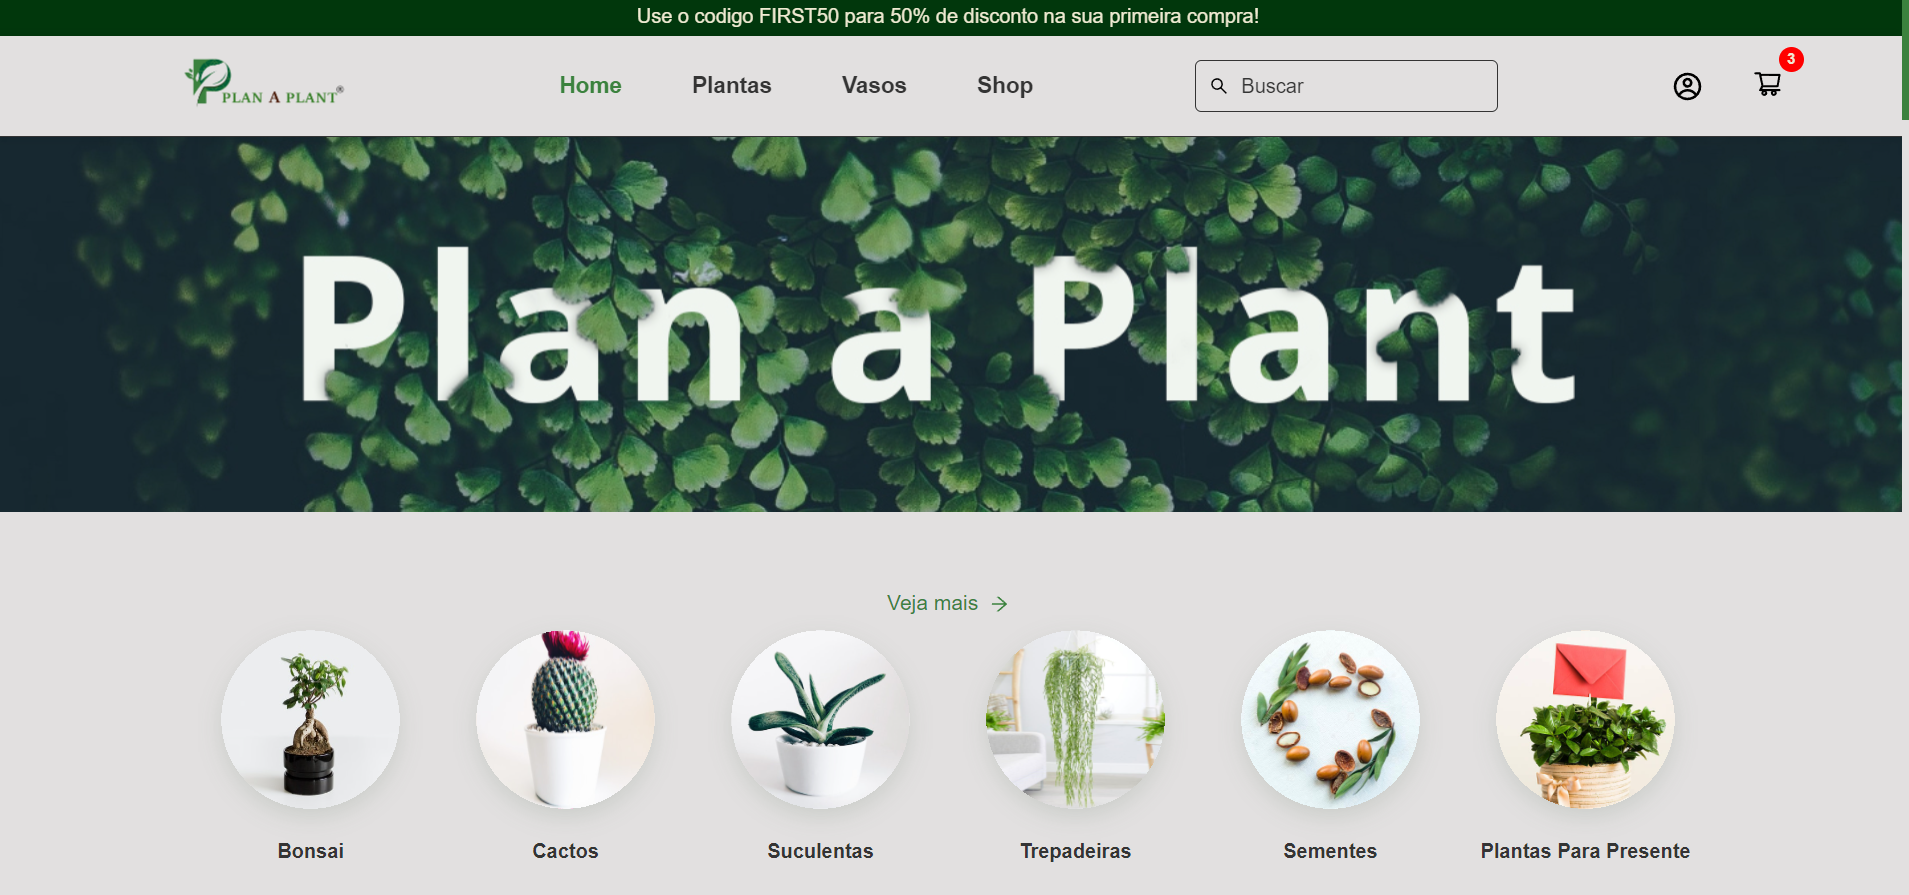 Use o codigo FIRST50 para 50% de disconto na sua primeira compra!
PLAN A PLANT®
Home
Plantas
Vasos
Shop
Buscar
3
Plan a Plant
Veja mais →
Bonsai
Cactos
Suculentas
Trepadeiras
Sementes
Plantas Para Presente